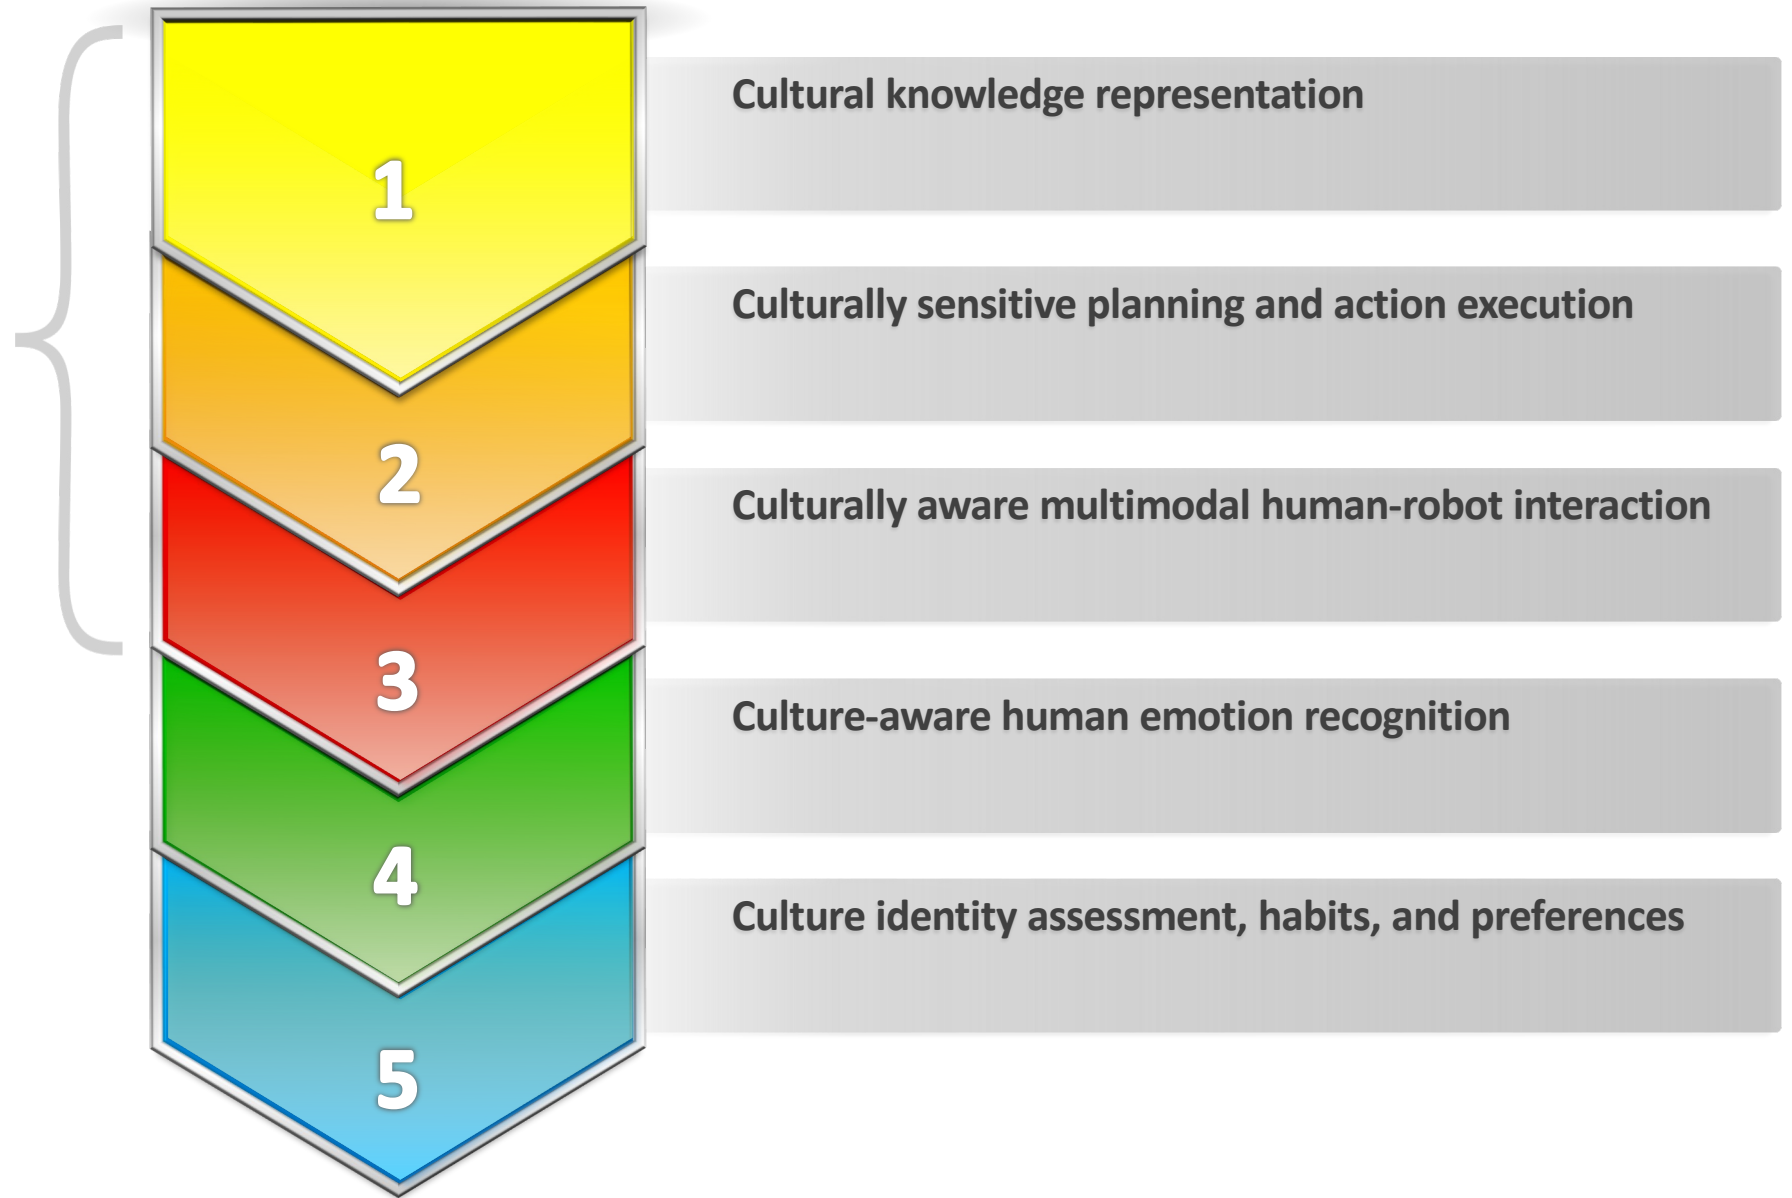 1
Cultural knowledge representation
2
Culturally sensitive planning and action execution
3
Culturally aware multimodal human-robot interaction
4
Culture-aware human emotion recognition
5
Culture identity assessment, habits, and preferences